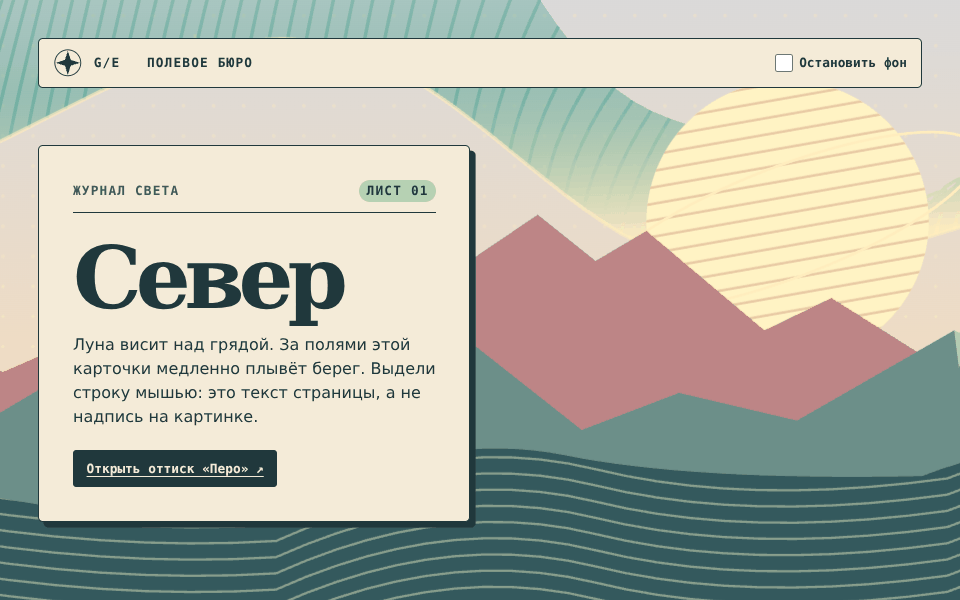 G/E ПОЛЕВОЕ БЮРО
Остановить фон
ЖУРНАЛ СВЕТА
ЛИСТ 01
Север
Луна висит над грядой. За полями этой
карточки медленно плывёт берег. Выдели
строку мышью: это текст страницы, а не
надпись на картинке.
Открыть оттиск «Перо» ↗